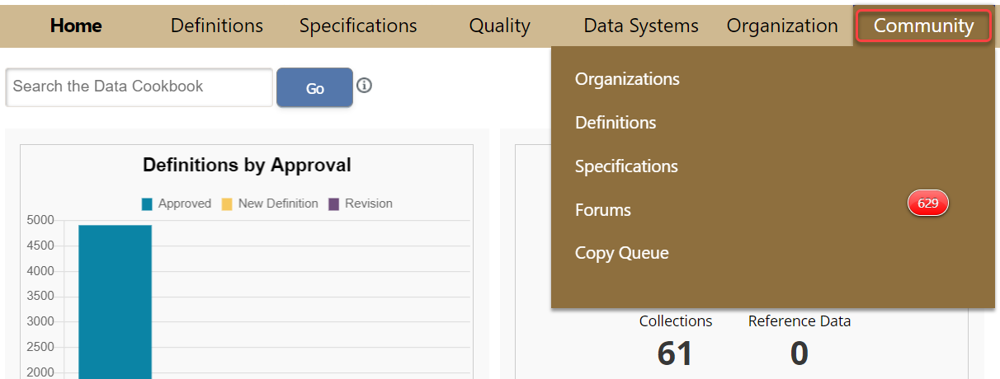 Home Definitions Specifications Quality Data Systems Organization Community
Search the Data Cookbook Go
Organizations
Definitions
Specifications
Forums 629
Copy Queue
Definitions by Approval
Approved New Definition Revision
5000
4500
4000
3500
3000
2500
2000
Collections Reference Data
61 0